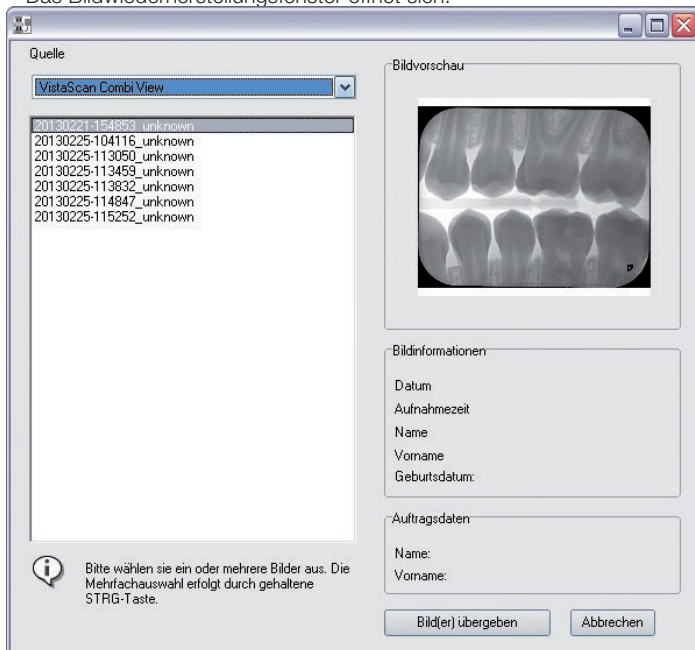 Das Bildwiederherstellungsfenster öffnet sich.
Quelle
VistaScan Combi View
20130221-154853_unknown
20130225-104116_unknown
20130225-113050_unknown
20130225-113459_unknown
20130225-113832_unknown
20130225-114847_unknown
20130225-115252_unknown
Bitte wählen sie ein oder mehrere Bilder aus. Die
Mehrfachauswahl erfolgt durch gehaltene
STRG-Taste.
Bildvorschau
Bildinformationen
Datum
Aufnahmezeit
Name
Vorname
Geburtsdatum:
Auftragsdaten
Name:
Vorname:
Bild(er) übergeben
Abbrechen